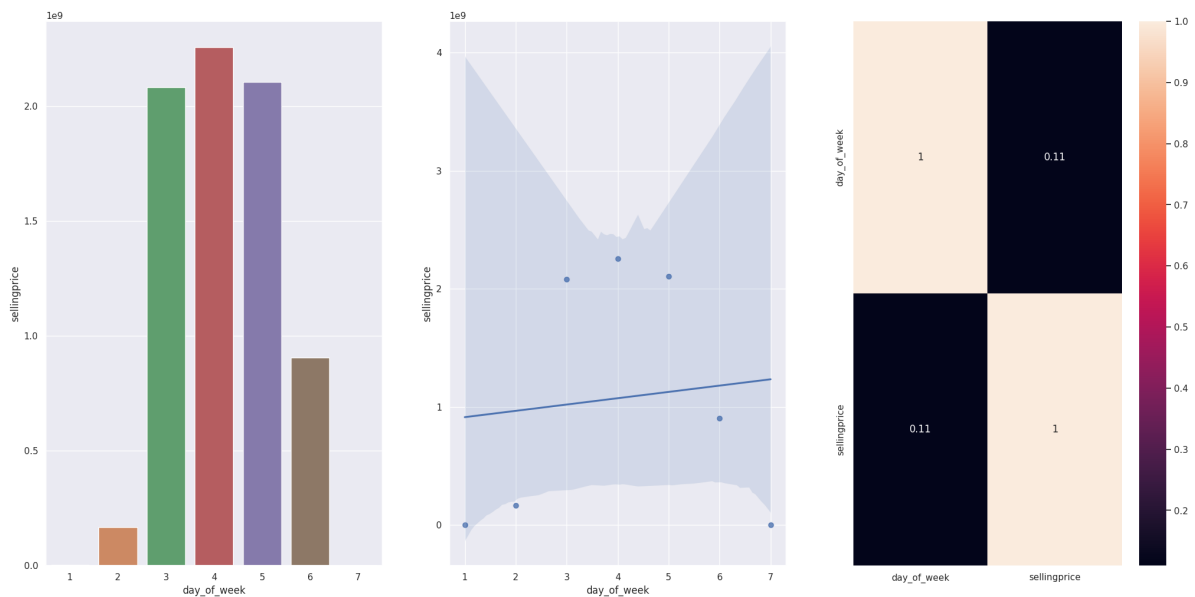 1e9
2.0
1.5
1.0
0.5
0.0
sellingprice
1 2 3 4 5 6 7
day_of_week
1e9
4
3
2
1
0
sellingprice
1 2 3 4 5 6 7
day_of_week
day_of_week
sellingprice
1 0.11
0.11 1
day_of_week sellingprice
1.0
0.9
0.8
0.7
0.6
0.5
0.4
0.3
0.2